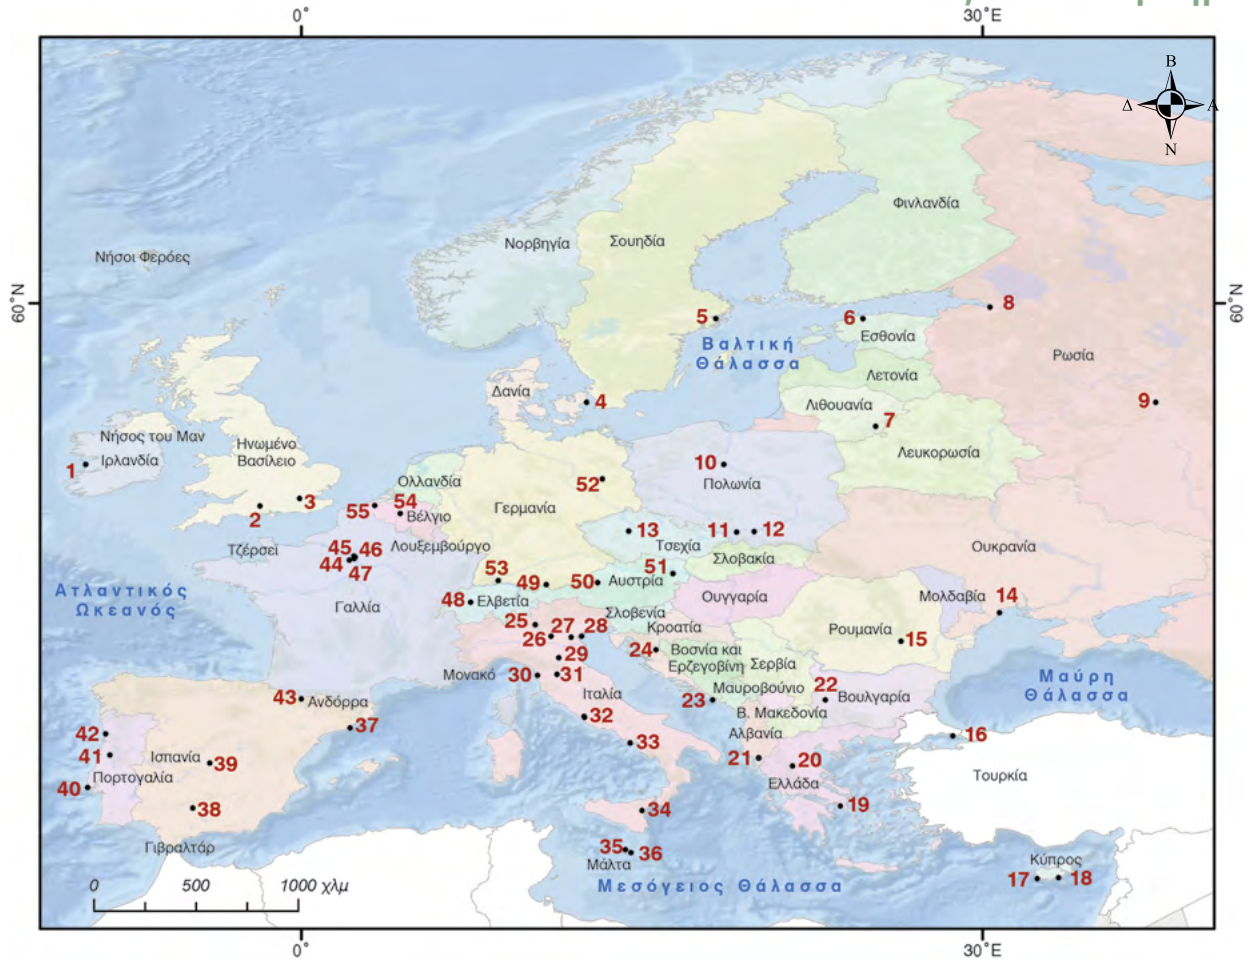 0°
30°E
B
Δ
A
N
Φινλανδία
Νορβηγία
Σουηδία
Νήσοι Φερόες
60°N
60°N
5
6
8
Εσθονία
Βαλτική
Θάλασσα
Ρωσία
Λετονία
Δανία
4
Λιθουανία
9
7
Νήσος του Μαν
Ιρλανδία
1
Ηνωμένο
Βασίλειο
Λευκορωσία
10
Πολωνία
Ολλανδία
52
3
2
55
54
Βέλγιο
Γερμανία
13
11
12
Τσεχία
Ουκρανία
Τζέρσεϊ
45
46
44
47
Λουξεμβούργο
Σλοβακία
53
49
50
51
Αυστρία
Ατλαντικός
Ωκεανός
Γαλλία
48
Ελβετία
Ουγγαρία
Μολδαβία
14
Σλοβενία
Κροατία
25
26
27
28
Ρουμανία
15
24
Βοσνία και
Ερζεγοβίνη
Σερβία
29
Μονακό
30
31
Μαύρη
Θάλασσα
Μαυροβούνιο
22
Βουλγαρία
43
Ανδόρρα
Ιταλία
23
Β. Μακεδονία
32
37
42
Αλβανία
16
33
41
Ισπανία
39
21
20
Πορτογαλία
Τουρκία
40
Ελλάδα
38
34
19
Γιβραλτάρ
35
36
Μάλτα
Κύπρος
17
18
Μεσόγειος Θάλασσα
0
500
1000 χλμ
0°
30°E